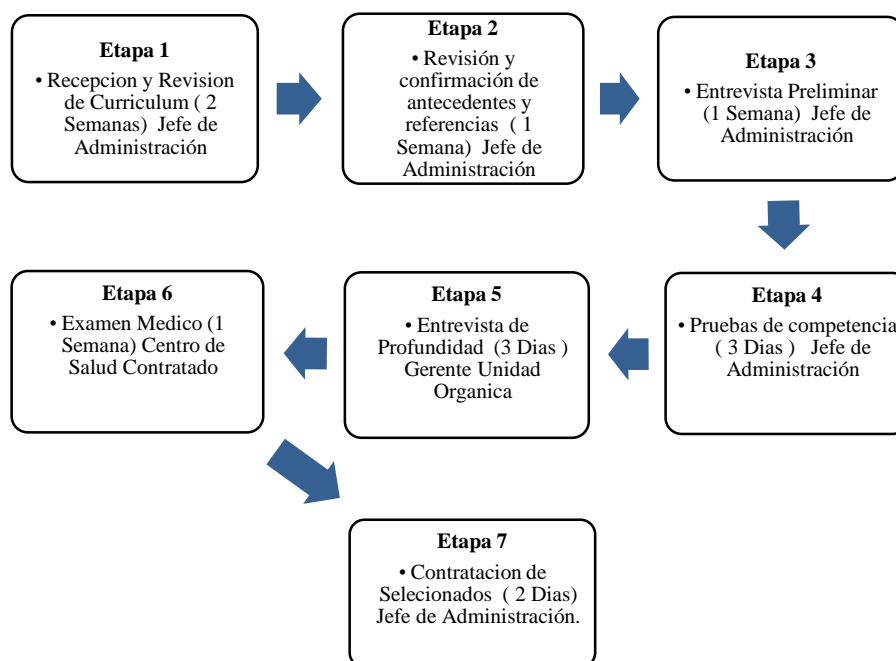 Etapa 1
• Recepcion y Revision
de Curriculum ( 2
Semanas) Jefe de
Administración
Etapa 2
• Revisión y
confirmación de
antecedentes y
referencias ( 1
Semana) Jefe de
Administración
Etapa 3
• Entrevista Preliminar
(1 Semana) Jefe de
Administración
Etapa 4
• Pruebas de competencia
( 3 Dias ) Jefe de
Administración
Etapa 5
• Entrevista de
Profundidad (3 Dias )
Gerente Unidad
Organica
Etapa 6
• Examen Medico (1
Semana) Centro de
Salud Contratado
Etapa 7
• Contratacion de
Selecionados ( 2 Dias)
Jefe de Administración.